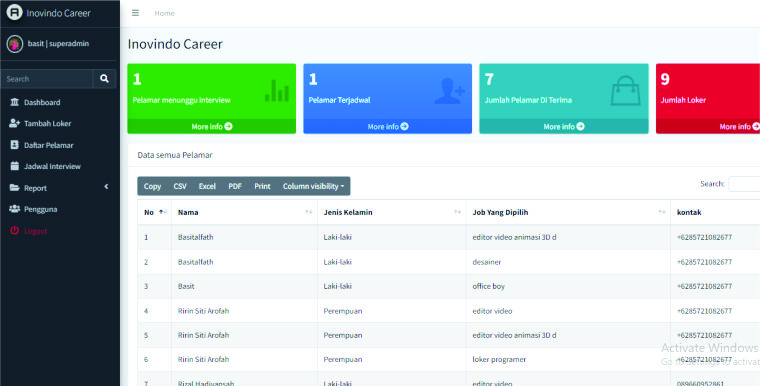 Inovindo Career
Home
basit | superadmin
Search
Dashboard
Tambah Loker
Daftar Pelamar
Jadwal Interview
Report
Pengguna
Logout
Inovindo Career
1
Pelamar menunggu interview
More info
1
Pelamar Terjadwal
More info
7
Jumlah Pelamar Di Terima
More info
9
Jumlah Loker
More info
Data semua Pelamar
Copy CSV Excel PDF Print Column visibility
Search:
No Nama Jenis Kelamin Job Yang Dipilih kontak
1 Basitalfath Laki-laki editor video animasi 3D d +6285721082677
2 Basitalfath Laki-laki desainer +6285721082677
3 Basit Laki-laki office boy +6285721082677
4 Ririn Siti Arofah Perempuan editor video +6285721082677
5 Ririn Siti Arofah Perempuan editor video animasi 3D d +6285721082677
6 Ririn Siti Arofah Perempuan loker programer +6285721082677
7 Rizal Hadiyansah Laki-laki editor video 089660952861
Activate Windows
Go to Settings to activat